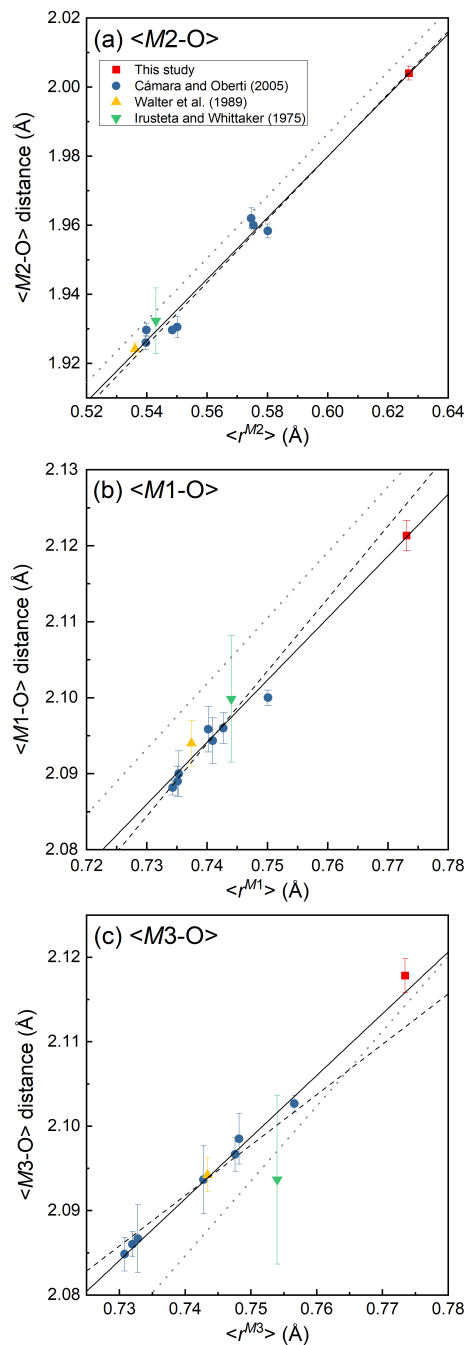 2.02
(a) <M2-O>
This study
Cámara and Oberti (2005)
Walter et al. (1989)
Irusteta and Whittaker (1975)
2.00
1.98
1.96
1.94
1.92
<M2-O> distance (Å)
0.52 0.54 0.56 0.58 0.60 0.62 0.64
<r^M2> (Å)
2.13
(b) <M1-O>
2.12
2.11
2.10
2.09
2.08
<M1-O> distance (Å)
0.72 0.73 0.74 0.75 0.76 0.77 0.78
<r^M1> (Å)
(c) <M3-O>
2.12
2.11
2.10
2.09
2.08
<M3-O> distance (Å)
0.73 0.74 0.75 0.76 0.77 0.78
<r^M3> (Å)